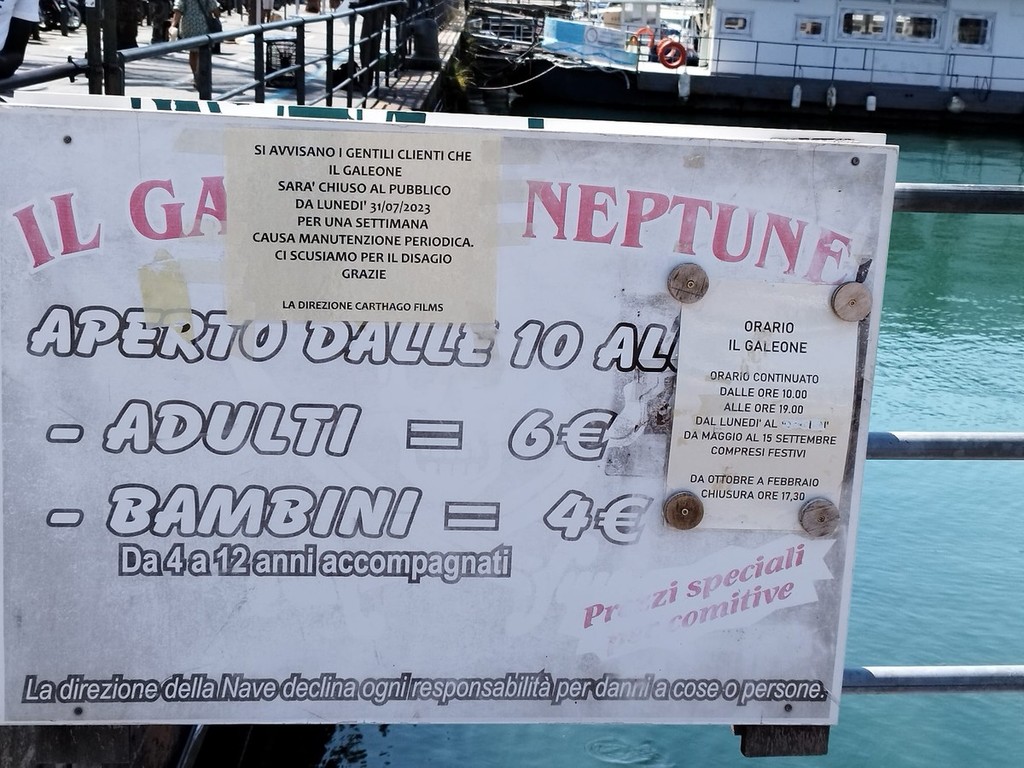 SI AVVISANO I GENTILI CLIENTI CHE
IL GALEONE
SARA' CHIUSO AL PUBBLICO
DA LUNEDI' 31/07/2023
PER UNA SETTIMANA
CAUSA MANUTENZIONE PERIODICA.
CI SCUSIAMO PER IL DISAGIO
GRAZIE
LA DIREZIONE CARTHAGO FILMS
IL GA NEPTUNE
APERTO DALLE 10 AL
- ADULTI = 6€
- BAMBINI = 4€
Da 4 a 12 anni accompagnati
ORARIO
IL GALEONE
ORARIO CONTINUATO
DALLE ORE 10.00
ALLE ORE 19.00
DAL LUNEDI' AL
DA MAGGIO AL 15 SETTEMBRE
COMPRESI FESTIVI
DA OTTOBRE A FEBBRAIO
CHIUSURA ORE 17,30
Prezzi speciali
comitive
La direzione della Nave declina ogni responsabilità per danni a cose o persone.